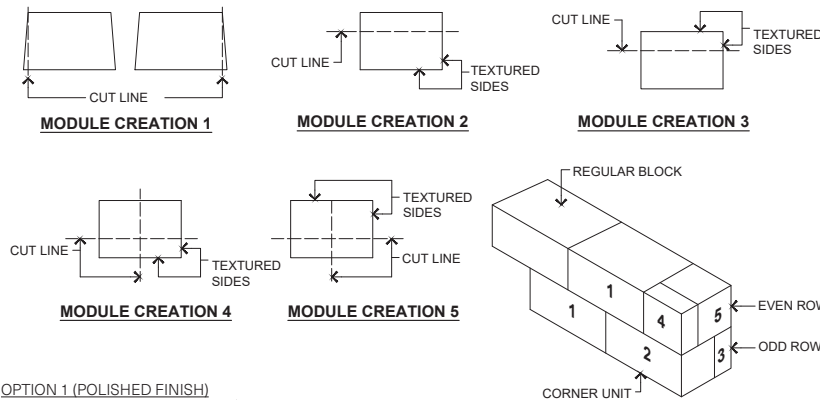 CUT LINE
MODULE CREATION 1
CUT LINE
TEXTURED
SIDES
MODULE CREATION 2
CUT LINE
TEXTURED
SIDES
MODULE CREATION 3
CUT LINE
TEXTURED
SIDES
MODULE CREATION 4
TEXTURED
SIDES
CUT LINE
MODULE CREATION 5
REGULAR BLOCK
1
4
5
1
2
3
EVEN ROW
ODD ROW
CORNER UNIT
OPTION 1 (POLISHED FINISH)